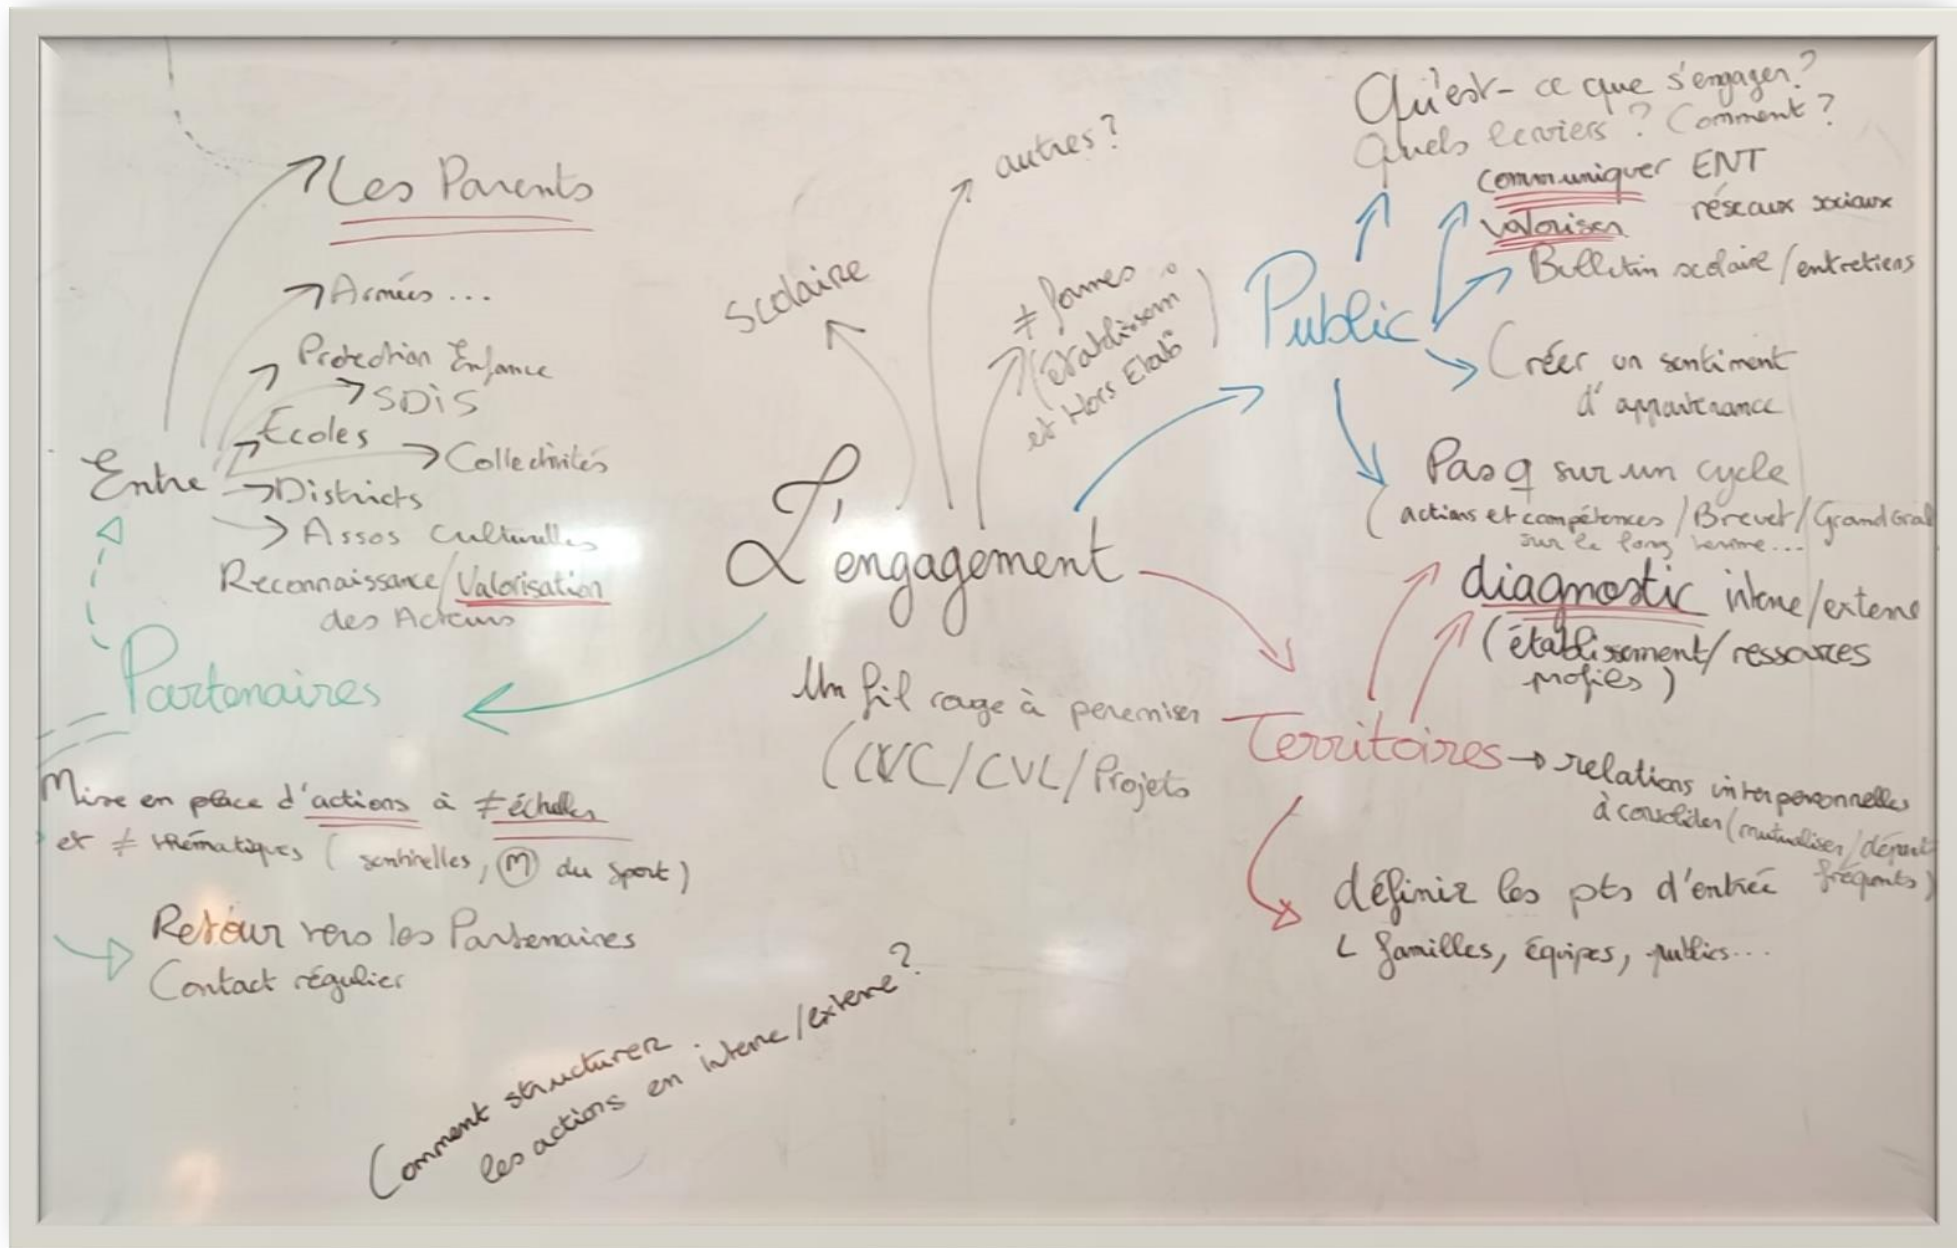 Les Parents
Armées ...
Protection Enfance
SDIS
Écoles
Collectivités
Entre
Districts
Assos Culturelles
Reconnaissance/Valorisation
des Acteurs
Partenaires
Mise en place d'actions à ≠ échelles
et ≠ thématiques (sentinelles, M du sport)
Retour vers les Partenaires
Contact régulier
Comment structurer
les actions en interne/externe?
scolaire
autres?
≠ formes
(établissem
et Hors Etab)
L'engagement
Un fil rouge à pereniser
(CVC/CVL/Projets
Public
Qu'est-ce que s'engager?
Quels leviers? Comment?
communiquer ENT
réseaux sociaux
valoriser
Bulletin scolaire/entretiens
Créer un sentiment
d'appartenance
Pas q sur un cycle
(actions et compétences/Brevet/Grand Oral
sur le long terme...
diagnostic interne/externe
(établissement/ressources
profils)
Territoires
relations interpersonnelles
à consolider (mutualiser/départ
fréquents)
définir les pts d'entrée
L familles, équipes, publics...